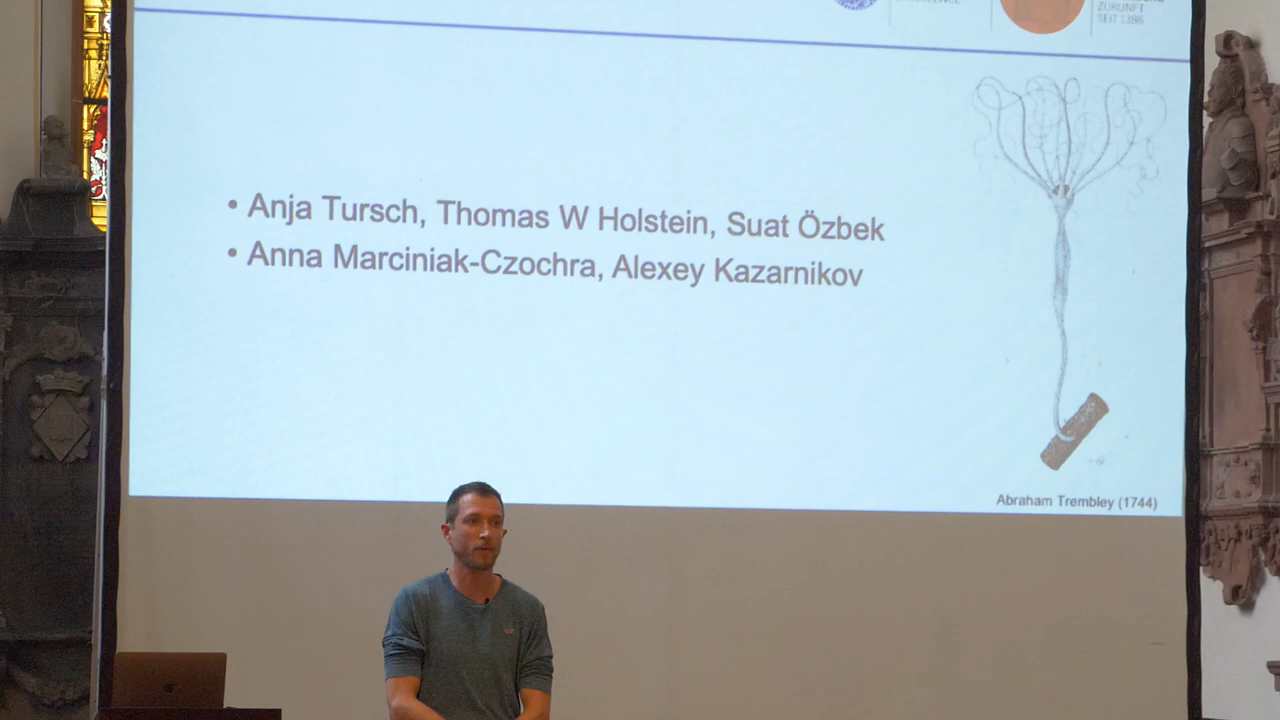 ZUKUNFT
SEIT 1386
• Anja Tursch, Thomas W Holstein, Suat Özbek
• Anna Marciniak-Czochra, Alexey Kazarnikov
Abraham Trembley (1744)